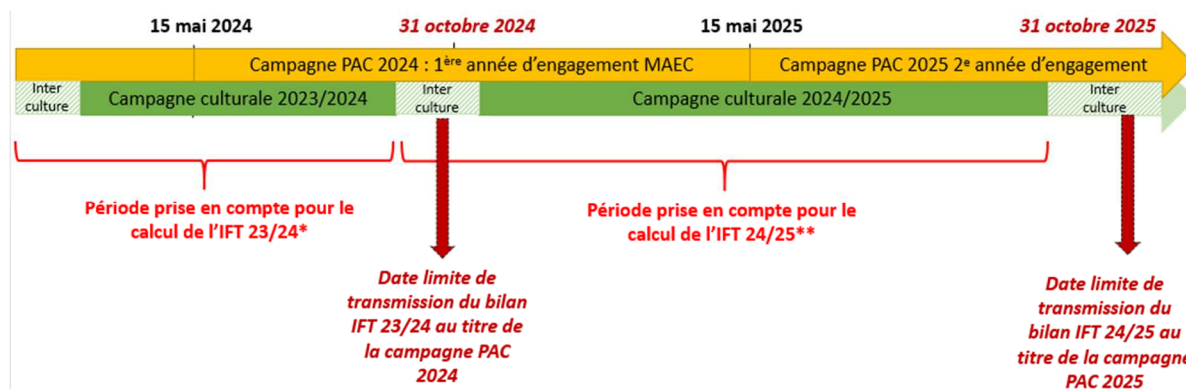 15 mai 2024
31 octobre 2024
15 mai 2025
31 octobre 2025
Campagne PAC 2024 : 1ère année d’engagement MAEC
Campagne PAC 2025 2e année d’engagement
Inter
culture
Campagne culturale 2023/2024
Inter
culture
Campagne culturale 2024/2025
Inter
culture
Période prise en compte pour le
calcul de l’IFT 23/24*
Période prise en compte pour le
calcul de l’IFT 24/25**
Date limite de
transmission du bilan
IFT 23/24 au titre de
la campagne PAC
2024
Date limite de
transmission du
bilan IFT 24/25 au
titre de la campagne
PAC 2025